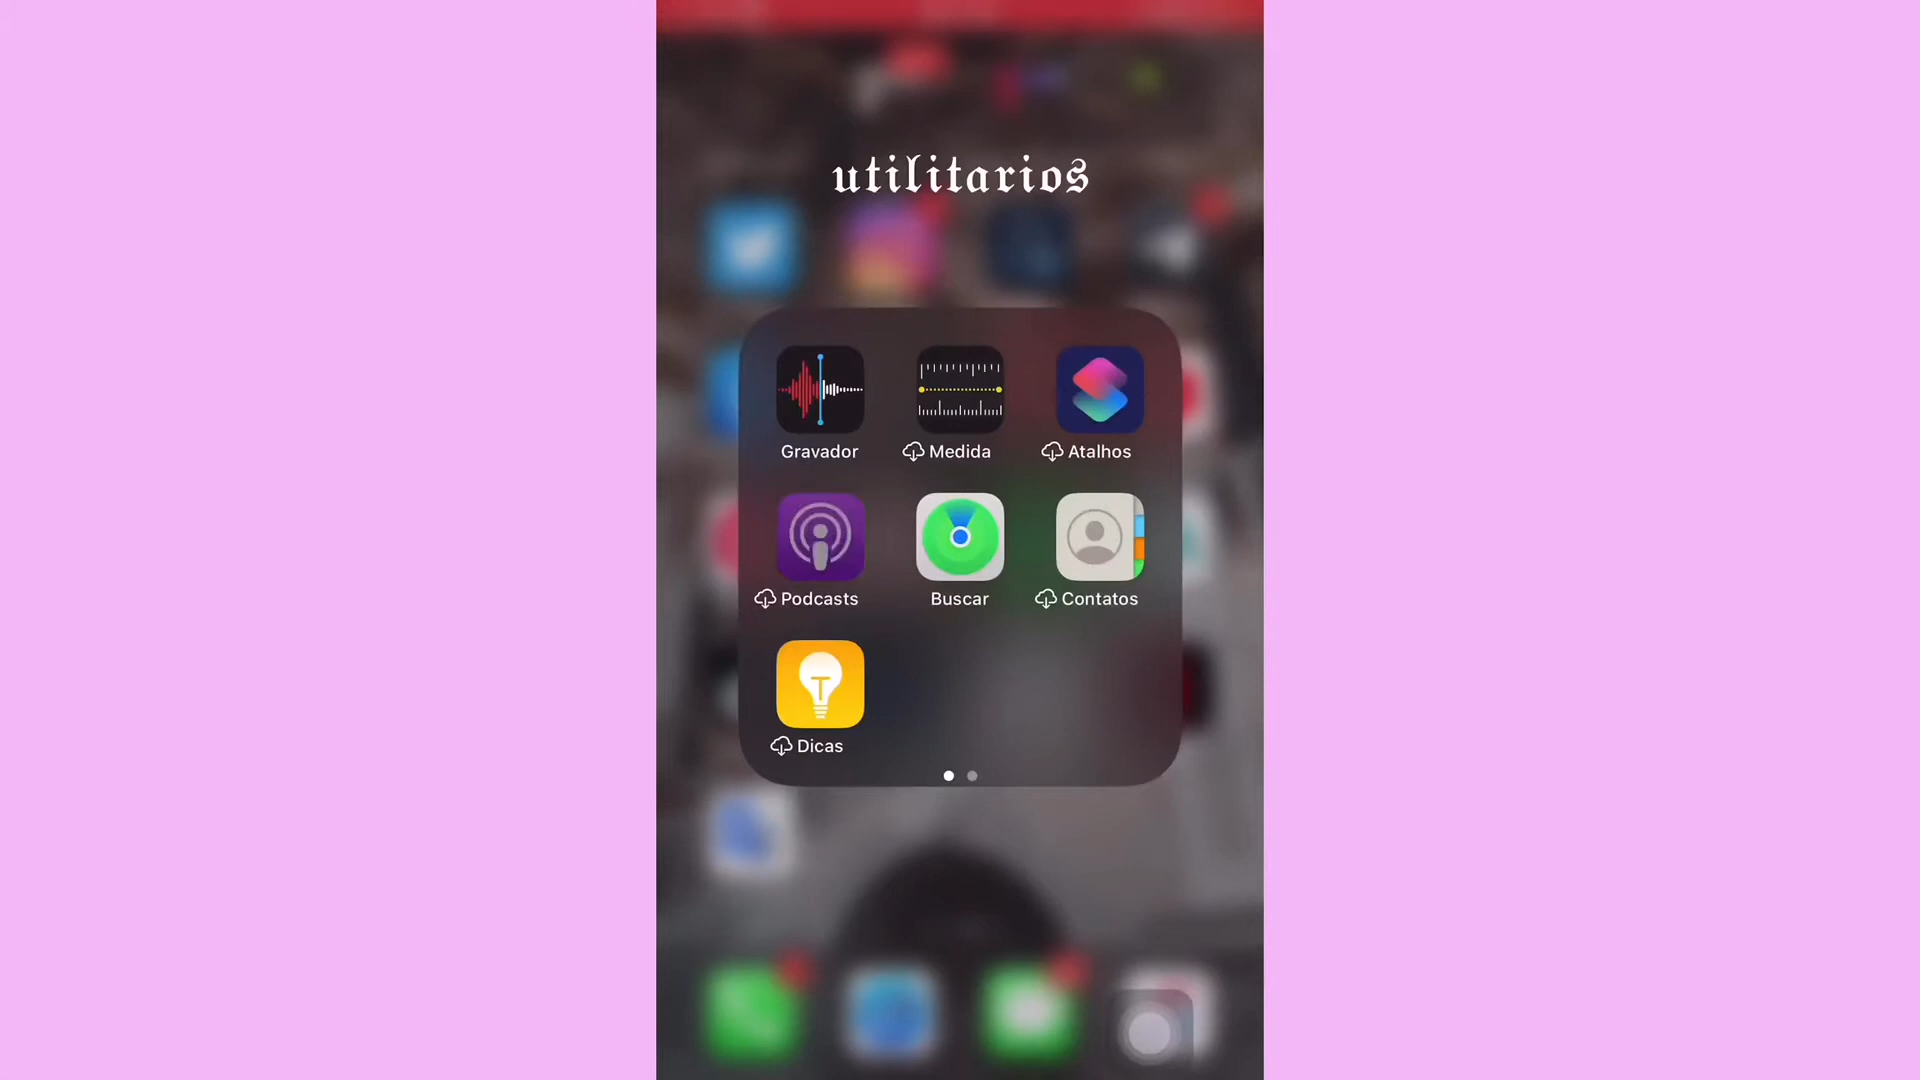 utilitarios
Gravador
Medida
Atalhos
Podcasts
Buscar
Contatos
Dicas